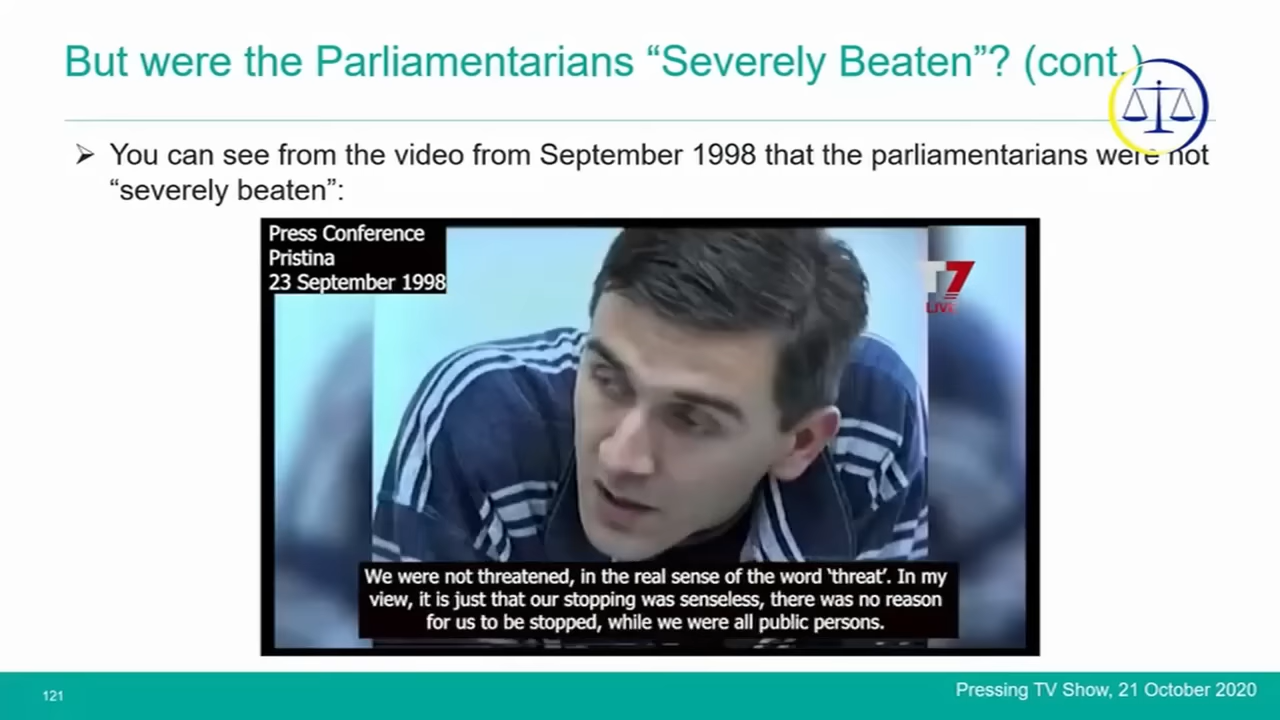 But were the Parliamentarians “Severely Beaten”? (cont.)
➢ You can see from the video from September 1998 that the parliamentarians were not
“severely beaten”:
Press Conference
Pristina
23 September 1998
T7
LIVE
We were not threatened, in the real sense of the word ‘threat’. In my
view, it is just that our stopping was senseless, there was no reason
for us to be stopped, while we were all public persons.
121
Pressing TV Show, 21 October 2020